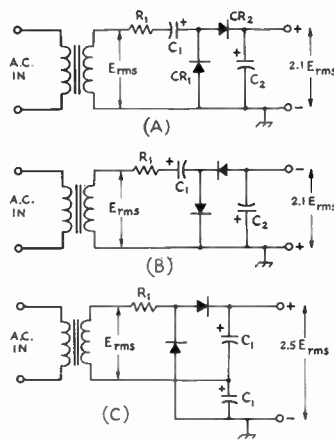 R1 C1 + CR2 +
A.C. IN Erms CR1 + C2 2.1 Erms
-
(A)
R1 + C1 -
A.C. IN Erms + C2 2.1 Erms
+
(B)
R1 +
A.C. IN Erms + C1 2.5 Erms
+ C1
-
(C)